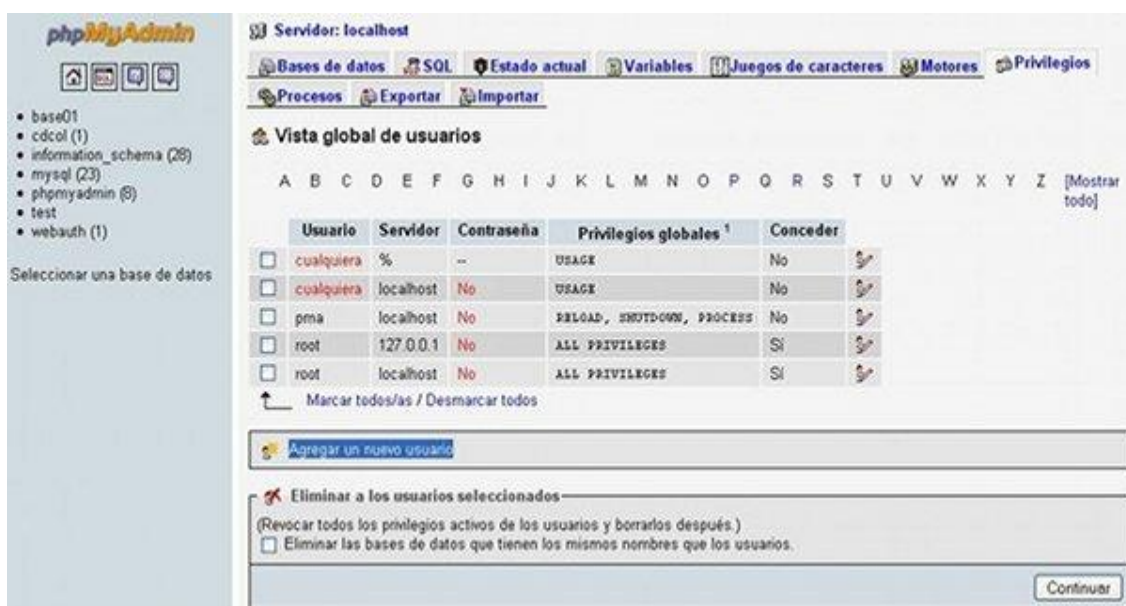 phpMyAdmin
base01
cdcol (1)
information_schema (28)
mysql (23)
phpmyadmin (8)
test
webauth (1)
Seleccionar una base de datos
Servidor: localhost
Bases de datos SQL Estado actual Variables Juegos de caracteres Motores Privilegios
Procesos Exportar Importar
Vista global de usuarios
A B C D E F G H I J K L M N O P Q R S T U V W X Y Z [Mostrar todo]
Usuario Servidor Contraseña Privilegios globales 1 Conceder
cualquiera % -- USAGE No
cualquiera localhost No USAGE No
pma localhost No RELOAD, SHUTDOWN, PROCESS No
root 127.0.0.1 No ALL PRIVILEGES Sí
root localhost No ALL PRIVILEGES Sí
Marcar todos/as / Desmarcar todos
Agregar un nuevo usuario
Eliminar a los usuarios seleccionados
(Revocar todos los privilegios activos de los usuarios y borrarlos después.)
Eliminar las bases de datos que tienen los mismos nombres que los usuarios.
Continuar